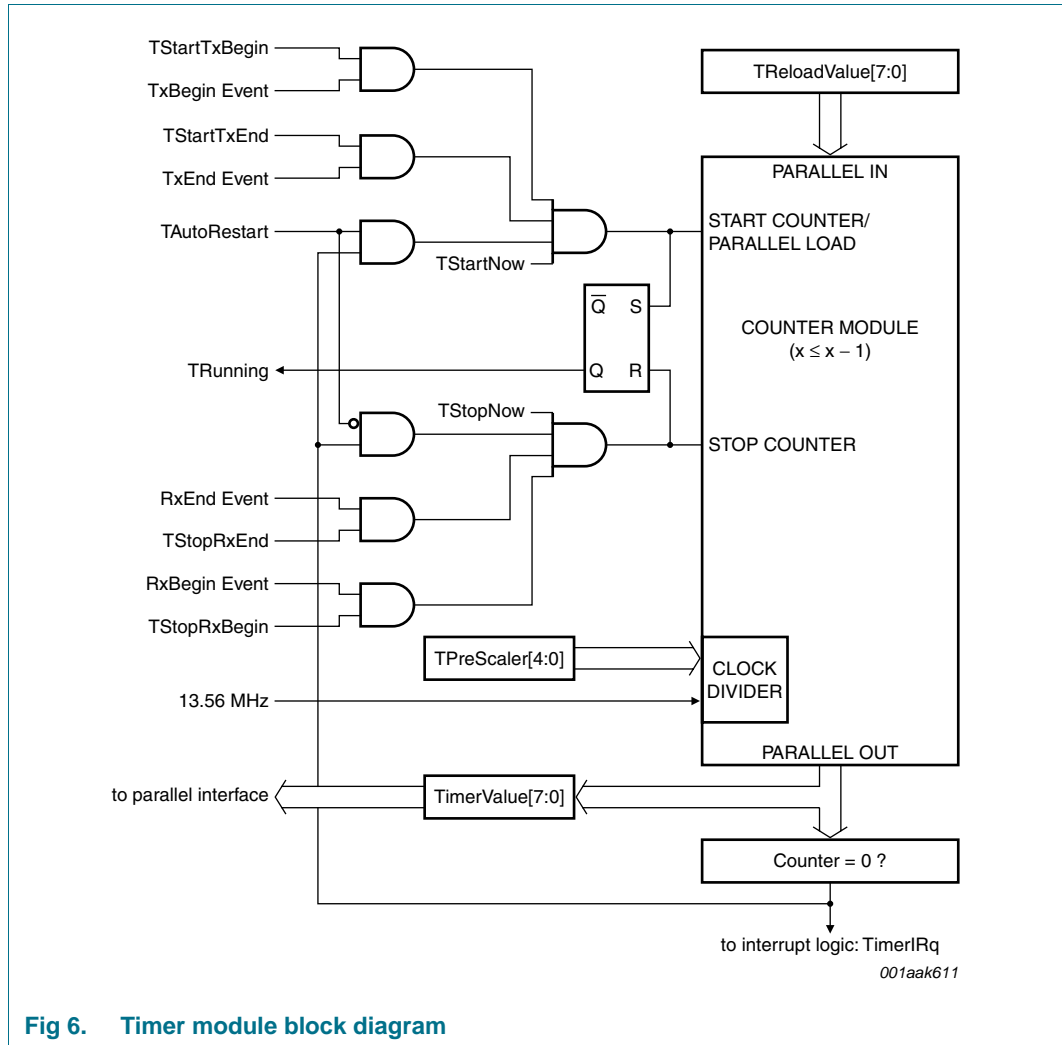 TStartTxBegin
TxBegin Event
TStartTxEnd
TxEnd Event
TAutoRestart
TStartNow
TRunning
TStopNow
RxEnd Event
TStopRxEnd
RxBegin Event
TStopRxBegin
TReloadValue[7:0]
PARALLEL IN
START COUNTER/
PARALLEL LOAD
Q S
COUNTER MODULE
(x ≤ x − 1)
Q R
STOP COUNTER
TPreScaler[4:0]
CLOCK
DIVIDER
13.56 MHz
PARALLEL OUT
to parallel interface
TimerValue[7:0]
Counter = 0 ?
to interrupt logic: TimerIRq
001aak611
Fig 6. Timer module block diagram